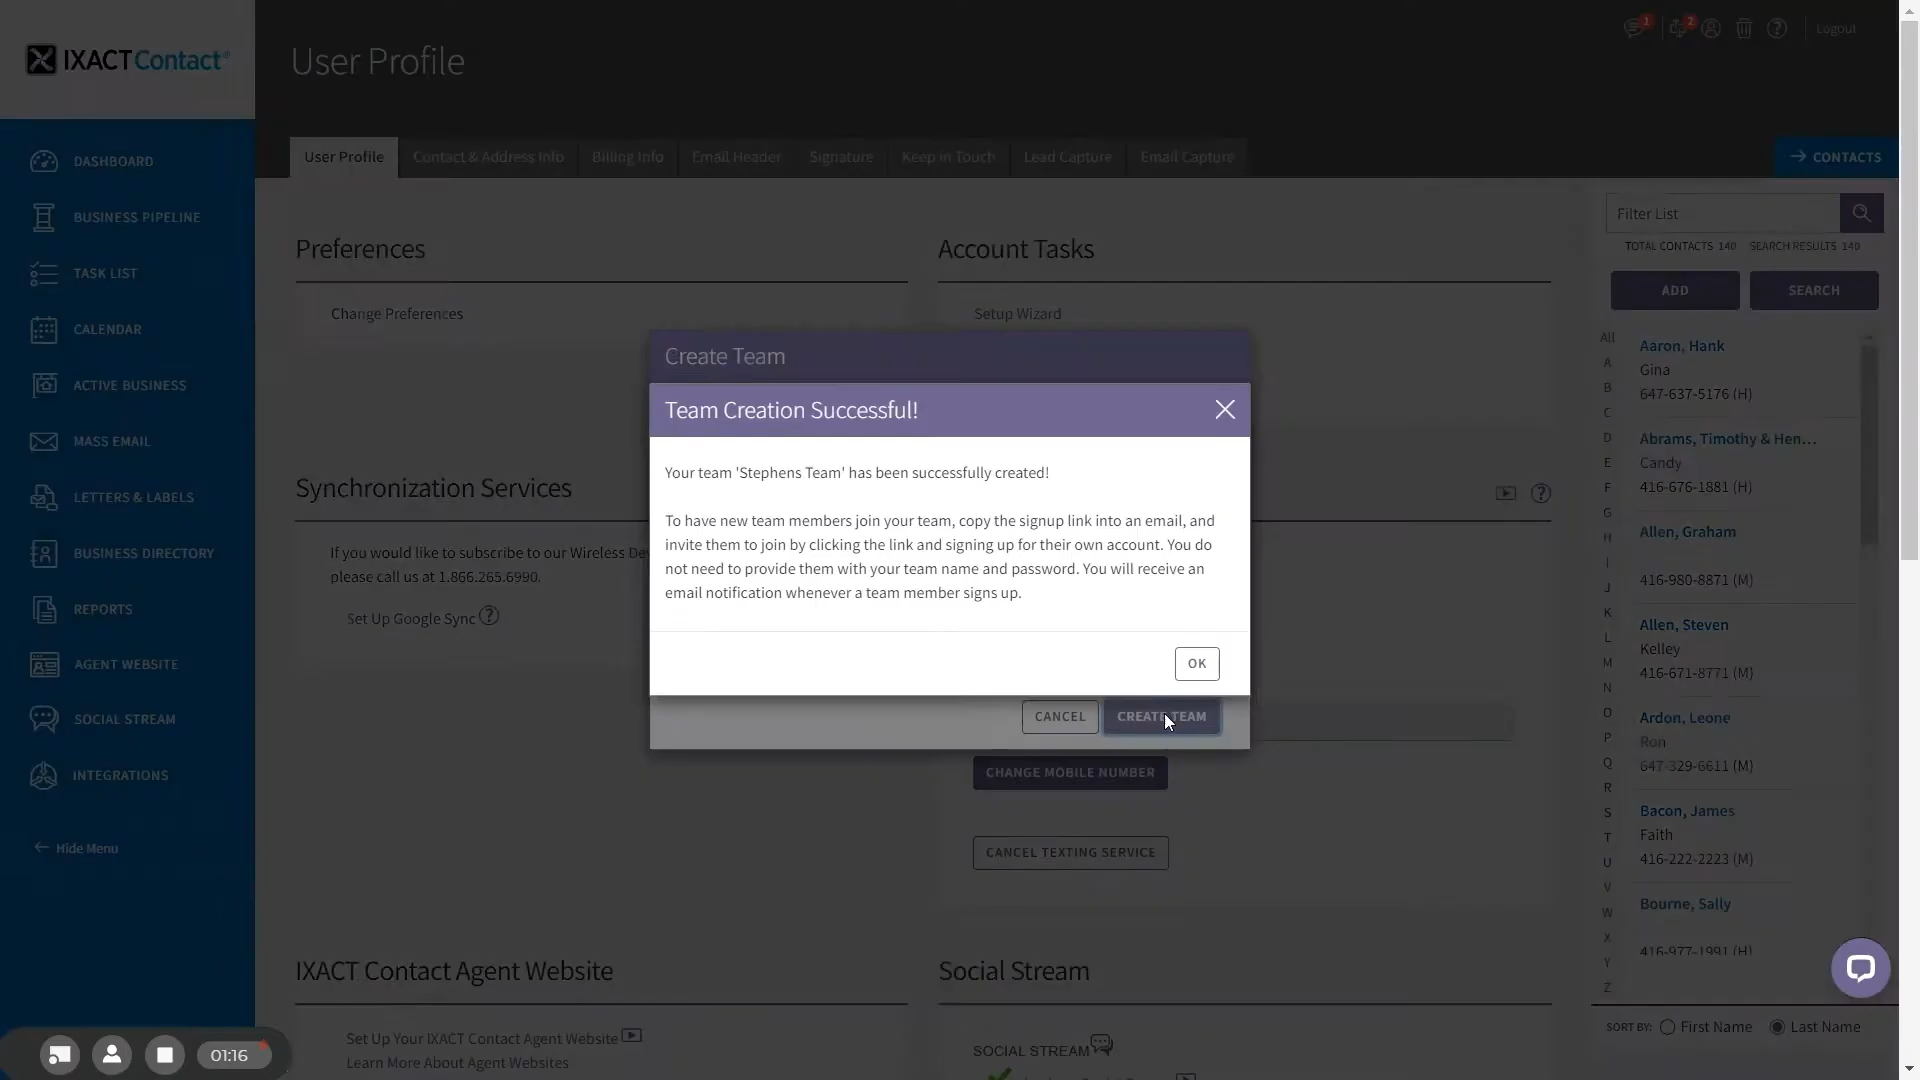 IXACTContact®
User Profile
1
2
Logout
User Profile
Contact & Address Info
Billing Info
Email Header
Signature
Keep in Touch
Lead Capture
Email Capture
CONTACTS
DASHBOARD
BUSINESS PIPELINE
TASK LIST
CALENDAR
ACTIVE BUSINESS
MASS EMAIL
LETTERS & LABELS
BUSINESS DIRECTORY
REPORTS
AGENT WEBSITE
SOCIAL STREAM
INTEGRATIONS
Hide Menu
01:16
Preferences
Change Preferences
Account Tasks
Setup Wizard
Synchronization Services
If you would like to subscribe to our Wireless
please call us at 1.866.265.6990.
Set Up Google Sync
Create Team
Team Creation Successful!
Your team 'Stephens Team' has been successfully created!
To have new team members join your team, copy the signup link into an email, and
invite them to join by clicking the link and signing up for their own account. You do
not need to provide them with your team name and password. You will receive an
email notification whenever a team member signs up.
OK
CANCEL
CREATE TEAM
CHANGE MOBILE NUMBER
CANCEL TEXTING SERVICE
IXACT Contact Agent Website
Set Up Your IXACT Contact Agent Website
Learn More About Agent Websites
Social Stream
SOCIAL STREAM
Filter List
TOTAL CONTACTS 140 SEARCH RESULTS 140
ADD
SEARCH
All
A
B
C
D
E
F
G
H
I
J
K
L
M
N
O
P
Q
R
S
T
U
V
W
X
Y
Z
Aaron, Hank
Gina
647-637-5176 (H)
Abrams, Timothy & Hen...
Candy
416-676-1881 (H)
Allen, Graham
416-980-8871 (M)
Allen, Steven
Kelley
416-671-8771 (M)
Ardon, Leone
Ron
647-329-6611 (M)
Bacon, James
Faith
416-222-2223 (M)
Bourne, Sally
416-977-1991 (H)
SORT BY: First Name Last Name